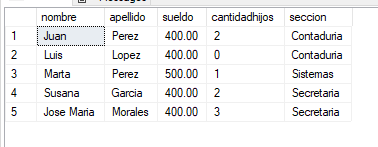 nombre apellido sueldo cantidadhijos seccion
1 Juan Perez 400.00 2 Contaduria
2 Luis Lopez 400.00 0 Contaduria
3 Marta Perez 500.00 1 Sistemas
4 Susana Garcia 400.00 2 Secretaria
5 Jose Maria Morales 400.00 3 Secretaria